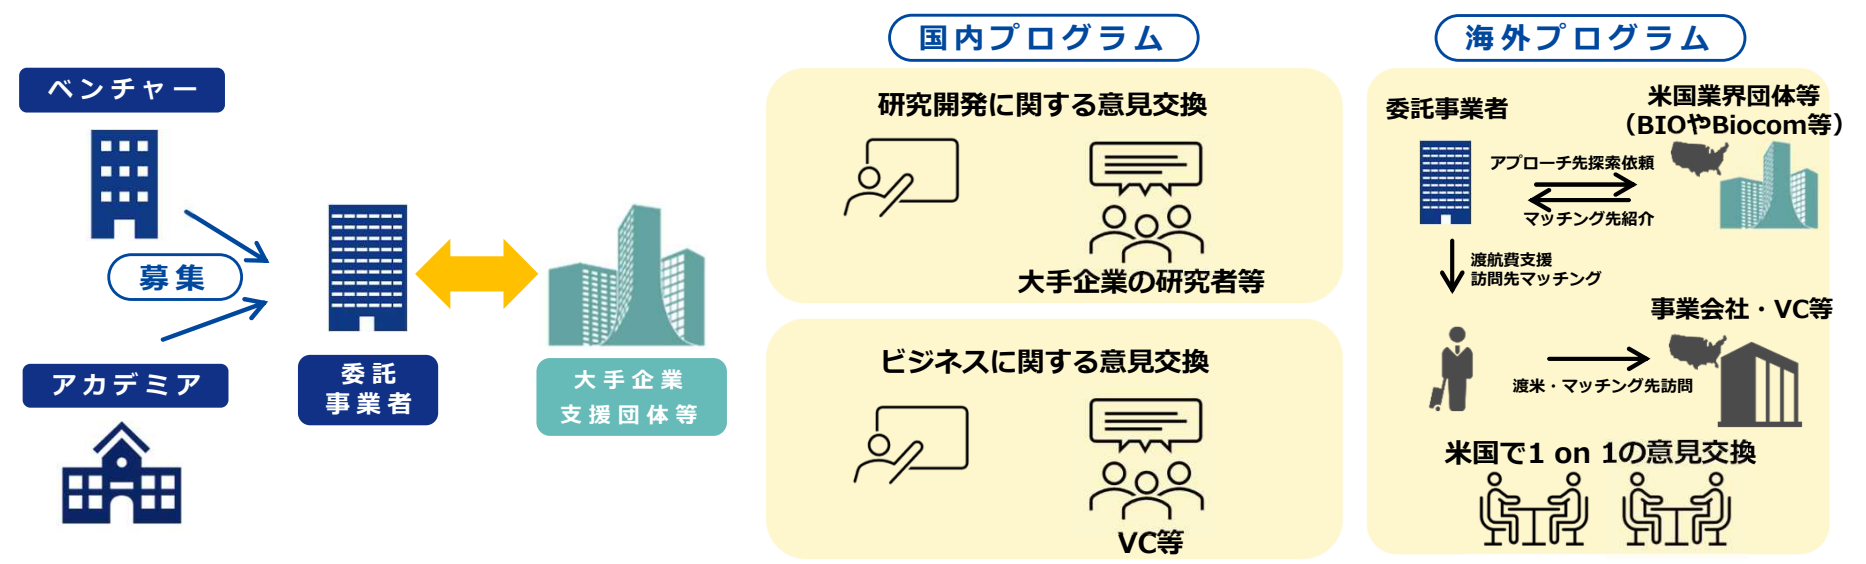 ベンチャー
募集
アカデミア
委託
事業者
大手企業
支援団体等
国内プログラム
研究開発に関する意見交換
大手企業の研究者等
ビジネスに関する意見交換
VC等
海外プログラム
委託事業者
米国業界団体等
（BIOやBiocom等）
アプローチ先探索依頼
マッチング先紹介
渡航費支援
訪問先マッチング
事業会社・VC等
渡米・マッチング先訪問
米国で1 on 1の意見交換